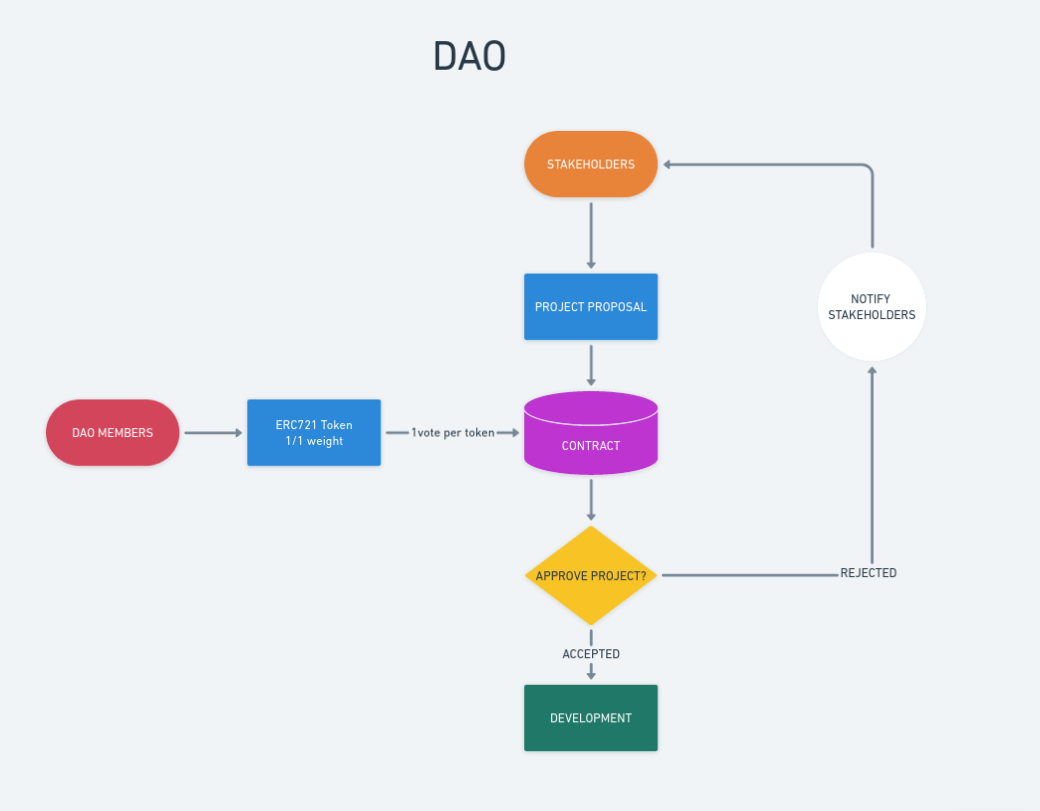 DAO
STAKEHOLDERS
PROJECT PROPOSAL
NOTIFY
STAKEHOLDERS
DAO MEMBERS
ERC721 Token
1/1 weight
1 vote per token
CONTRACT
APPROVE PROJECT?
REJECTED
ACCEPTED
DEVELOPMENT